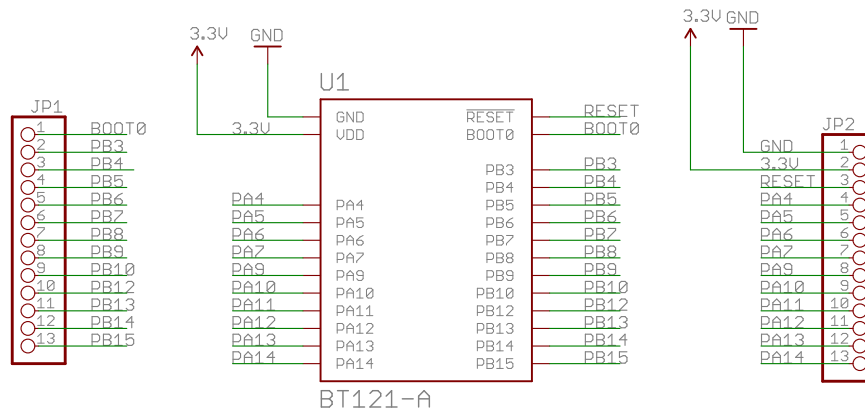 3.3V GND
JP1
1 BOOT0
2 PB3
3 PB4
4 PB5
5 PB6
6 PB7
7 PB8
8 PB9
9 PB10
10 PB12
11 PB13
12 PB14
13 PB15
U1
GND RESET RESET
3.3V VDD BOOT0 BOOT0
PB3 PB3
PB4 PB4
PA4 PA4 PB5 PB5
PA5 PA5 PB6 PB6
PA6 PA6 PB7 PB7
PA7 PA7 PB8 PB8
PA9 PA9 PB9 PB9
PA10 PA10 PB10 PB10
PA11 PA11 PB12 PB12
PA12 PA12 PB13 PB13
PA13 PA13 PB14 PB14
PA14 PA14 PB15 PB15
BT121-A
3.3V GND
JP2
GND 1
3.3V 2
RESET 3
PA4 4
PA5 5
PA6 6
PA7 7
PA9 8
PA10 9
PA11 10
PA12 11
PA13 12
PA14 13